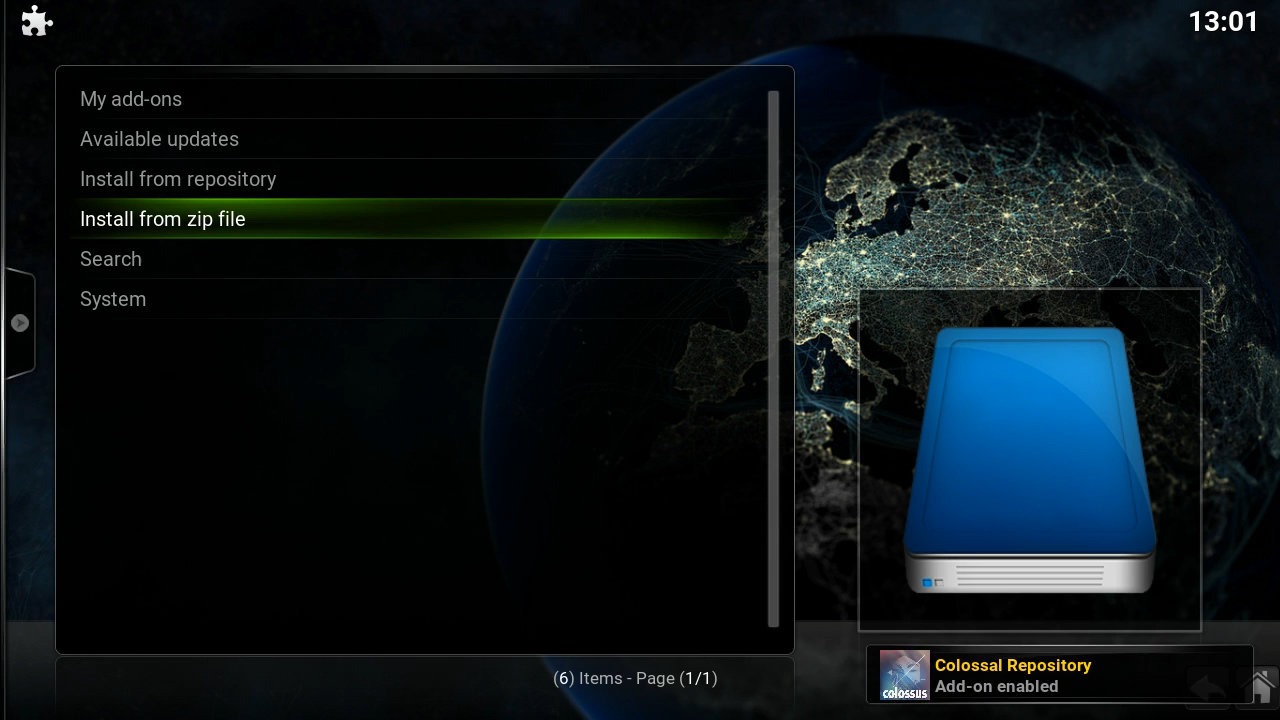 13:01
My add-ons
Available updates
Install from repository
Install from zip file
Search
System
(6) Items - Page (1/1)
colossus
Colossal Repository
Add-on enabled